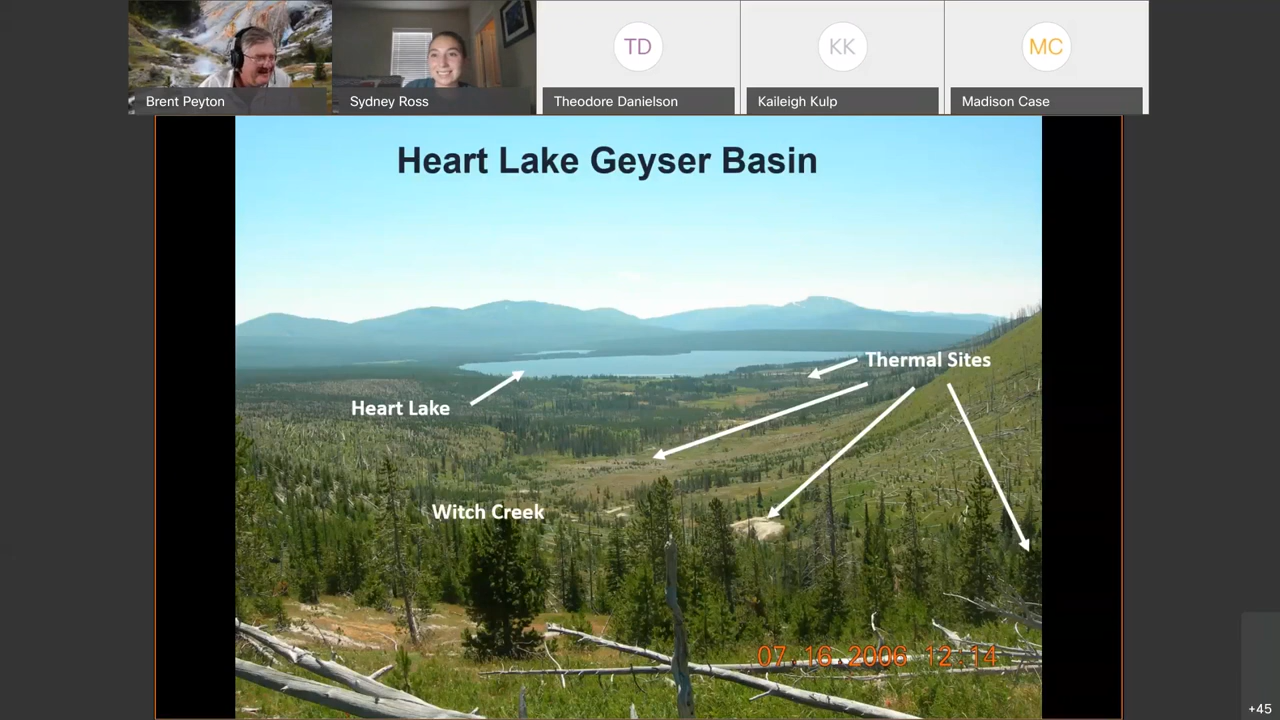 TD
KK
MC
Brent Peyton
Sydney Ross
Theodore Danielson
Kaileigh Kulp
Madison Case
Heart Lake Geyser Basin
Thermal Sites
Heart Lake
Witch Creek
07.16.2006 12:14
+45